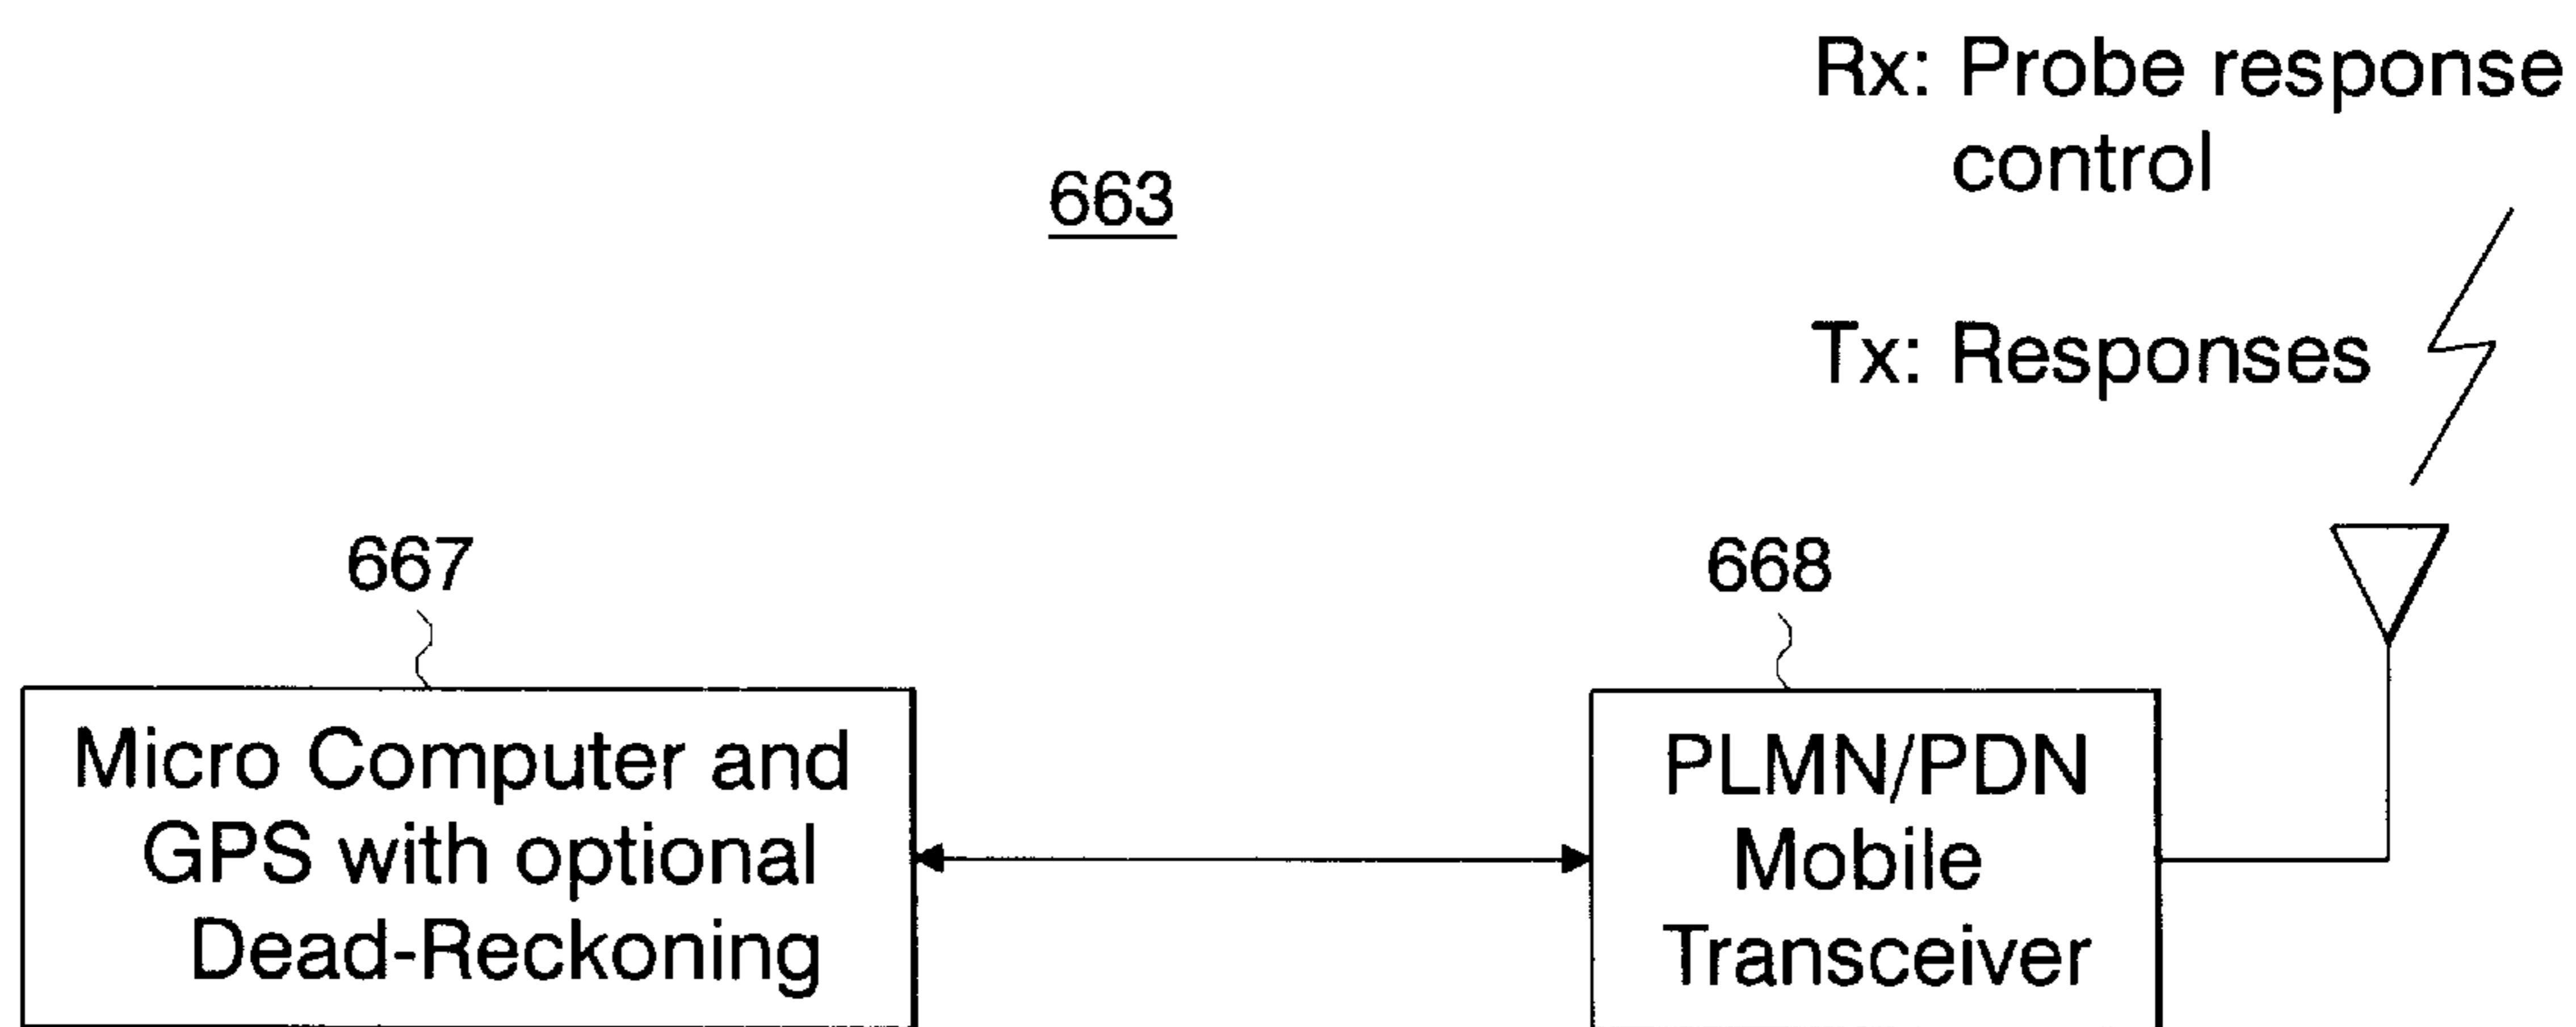 Rx: Probe response
control
663
Tx: Responses
667
668
Micro Computer and
GPS with optional
Dead-Reckoning
PLMN/PDN
Mobile
Transceiver